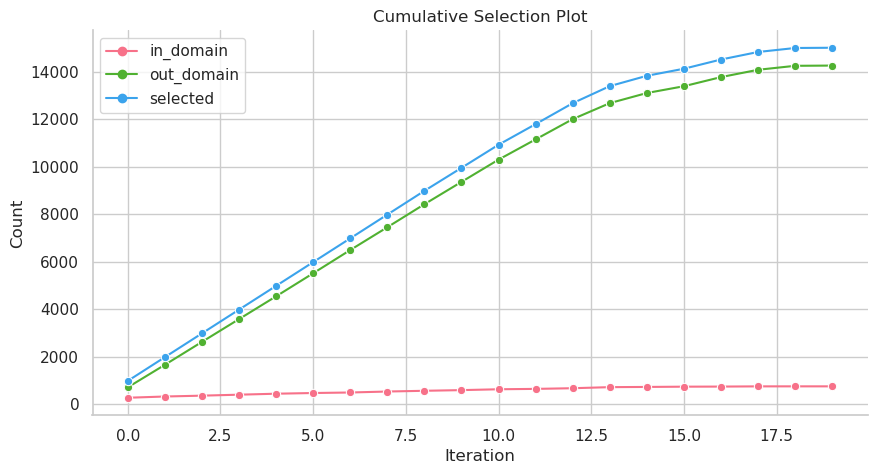 Cumulative Selection Plot
in_domain
out_domain
selected
14000
12000
10000
8000
6000
4000
2000
0
Count
0.0 2.5 5.0 7.5 10.0 12.5 15.0 17.5
Iteration